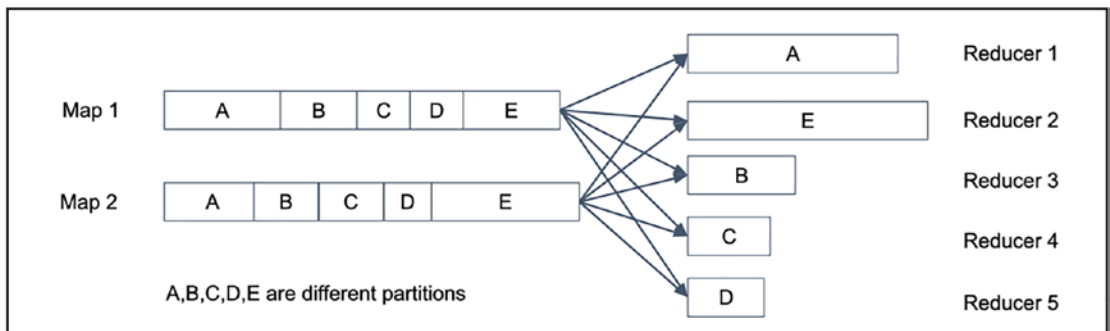 A Reducer 1
Map 1 A B C D E
E Reducer 2
B Reducer 3
Map 2 A B C D E
C Reducer 4
A,B,C,D,E are different partitions
D Reducer 5